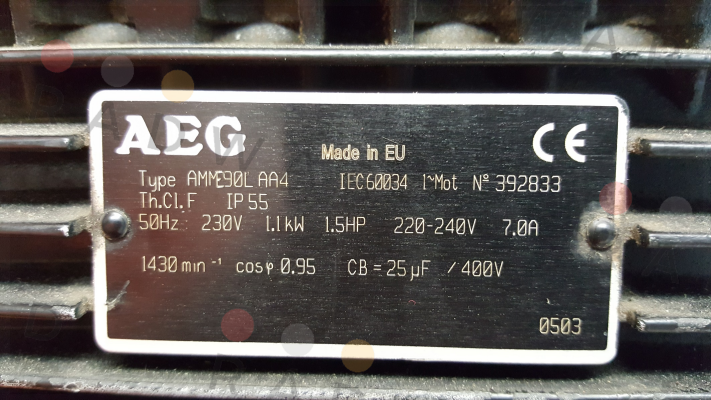 AEG
Made in EU
CE
Type AMME90L AA4 IEC60034 1~Mot Nº 392833
Th.Cl.F IP 55
50Hz 230V 1.1kW 1.5HP 220-240V 7.0A
1430 min⁻¹ cosφ 0.95 CB = 25µF / 400V
0503